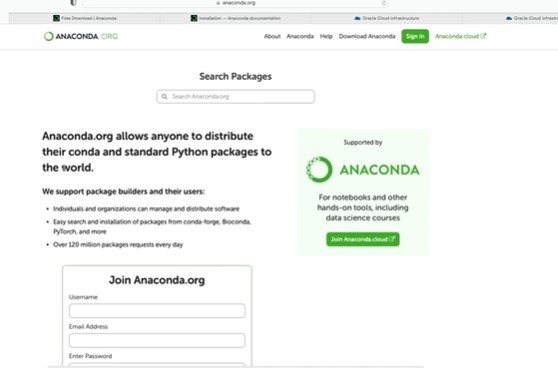 anaconda.org
Free Download | Anaconda
Installation — Anaconda documentation
Oracle Cloud Infrastructure
Oracle Cloud Infrastr
ANACONDA.ORG
About Anaconda Help Download Anaconda Sign In Anaconda.cloud
Search Packages
Search Anaconda.org
Anaconda.org allows anyone to distribute
their conda and standard Python packages to
the world.
We support package builders and their users:
• Individuals and organizations can manage and distribute software
• Easy search and installation of packages from conda-forge, Bioconda,
PyTorch, and more
• Over 120 million packages requests every day
Supported by
ANACONDA
For notebooks and other
hands-on tools, including
data science courses
Join Anaconda.cloud
Join Anaconda.org
Username
Email Address
Enter Password